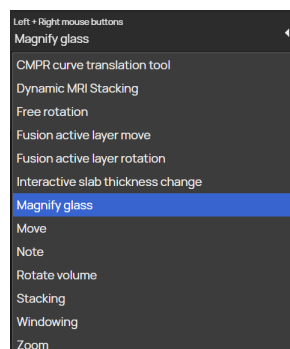 Left + Right mouse buttons
Magnify glass
CMPR curve translation tool
Dynamic MRI Stacking
Free rotation
Fusion active layer move
Fusion active layer rotation
Interactive slab thickness change
Magnify glass
Move
Note
Rotate volume
Stacking
Windowing
Zoom